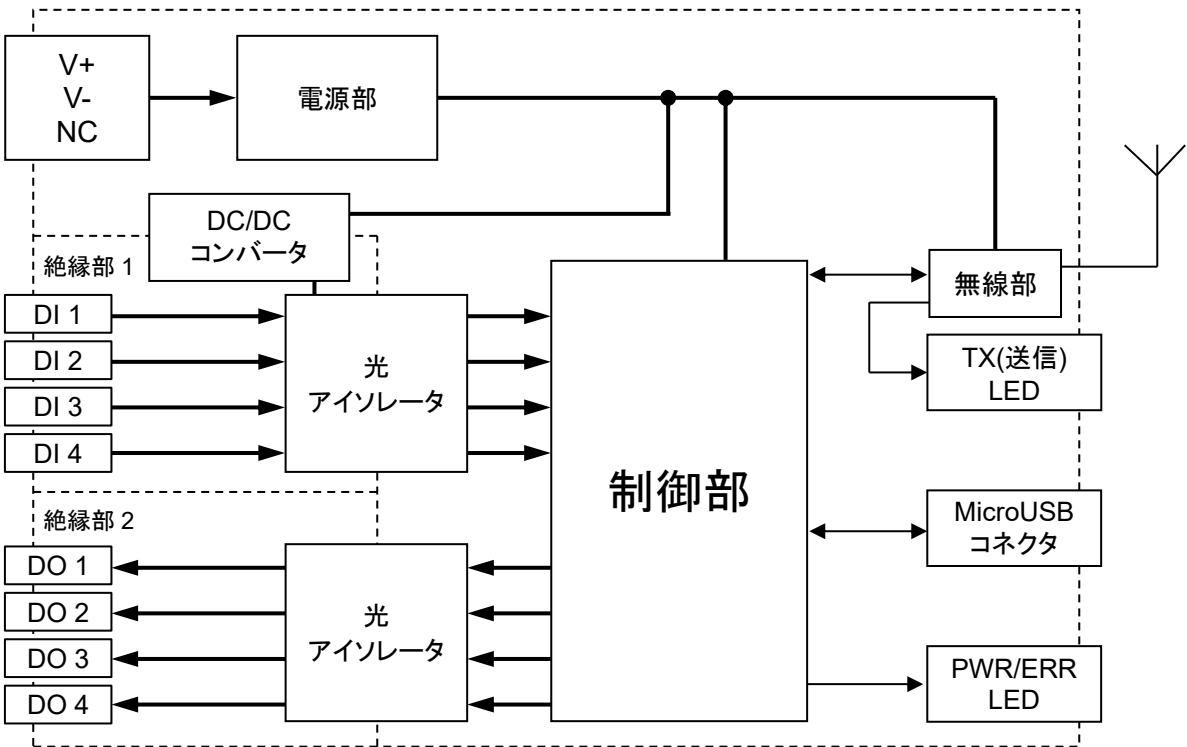 V+
V-
NC
電源部
DC/DC
コンバータ
絶縁部 1
DI 1
DI 2
DI 3
DI 4
光
アイソレータ
絶縁部 2
DO 1
DO 2
DO 3
DO 4
光
アイソレータ
制御部
無線部
TX(送信)
LED
MicroUSB
コネクタ
PWR/ERR
LED